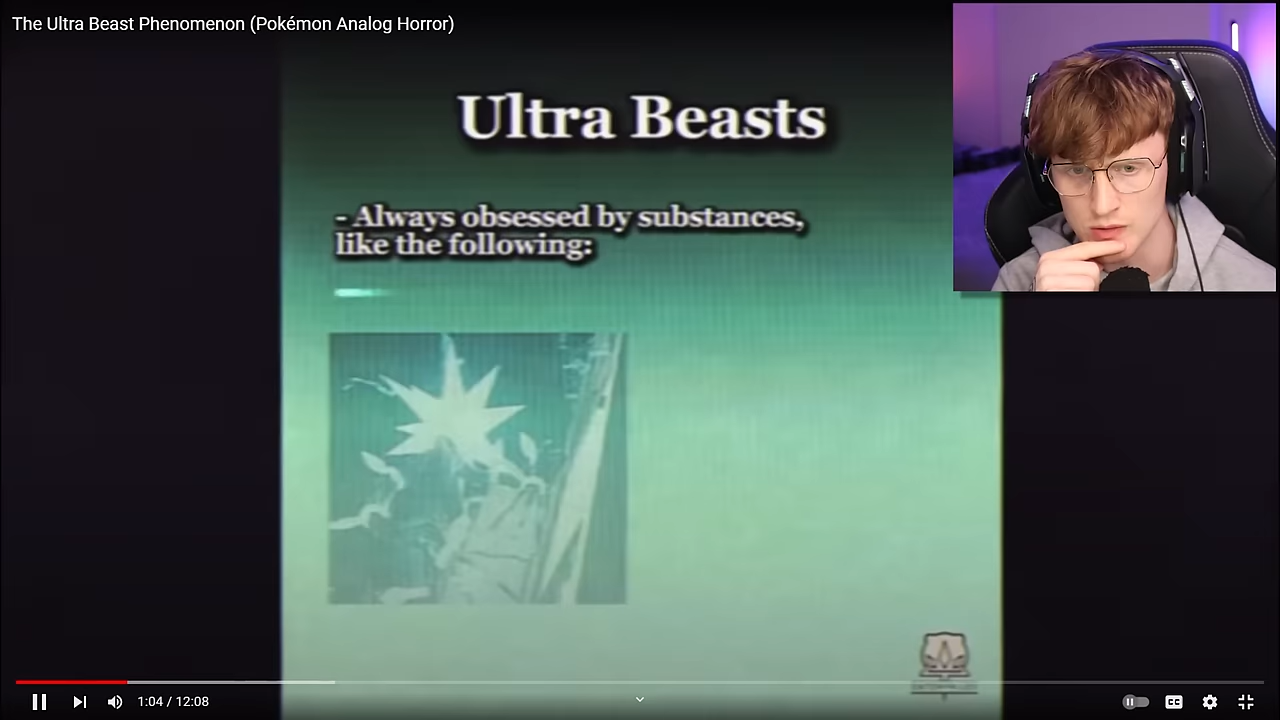 The Ultra Beast Phenomenon (Pokémon Analog Horror)
Ultra Beasts
- Always obsessed by substances,
like the following:
1:04 / 12:08
CC